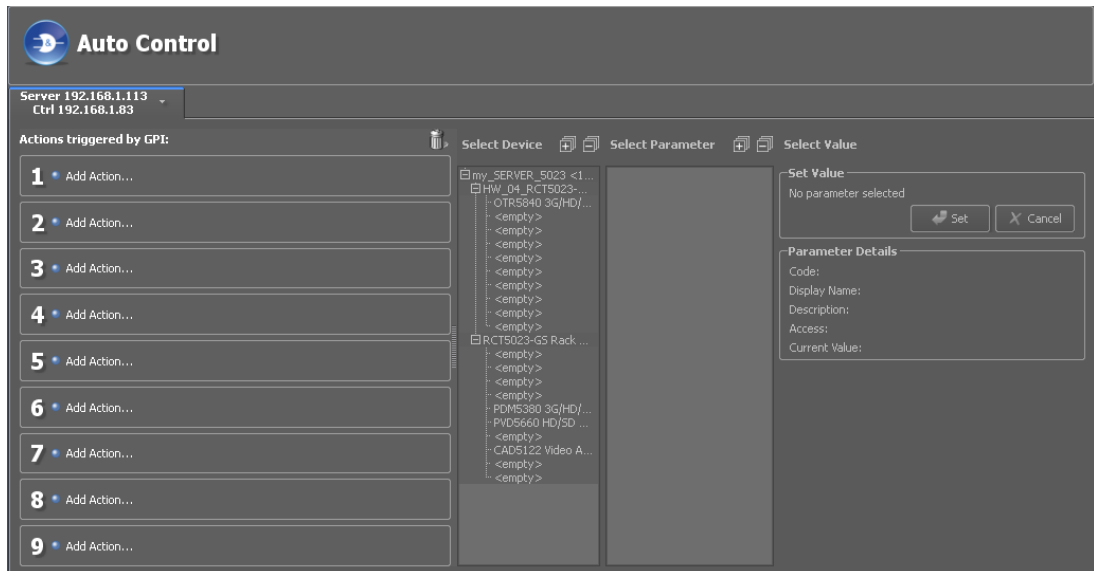 Auto Control
Server 192.168.1.113
Ctrl 192.168.1.83
Actions triggered by GPI:
1 Add Action...
2 Add Action...
3 Add Action...
4 Add Action...
5 Add Action...
6 Add Action...
7 Add Action...
8 Add Action...
9 Add Action...
Select Device
my_SERVER_5023 <1...
HW_04_RCT5023-...
OTR5840 3G/HD/...
<empty>
<empty>
<empty>
<empty>
<empty>
<empty>
<empty>
<empty>
<empty>
RCT5023-GS Rack ...
<empty>
<empty>
<empty>
<empty>
PDM5380 3G/HD/...
PVD5660 HD/SD ...
<empty>
CAD5122 Video A...
<empty>
<empty>
Select Parameter
Select Value
Set Value
No parameter selected
Set
Cancel
Parameter Details
Code:
Display Name:
Description:
Access:
Current Value: